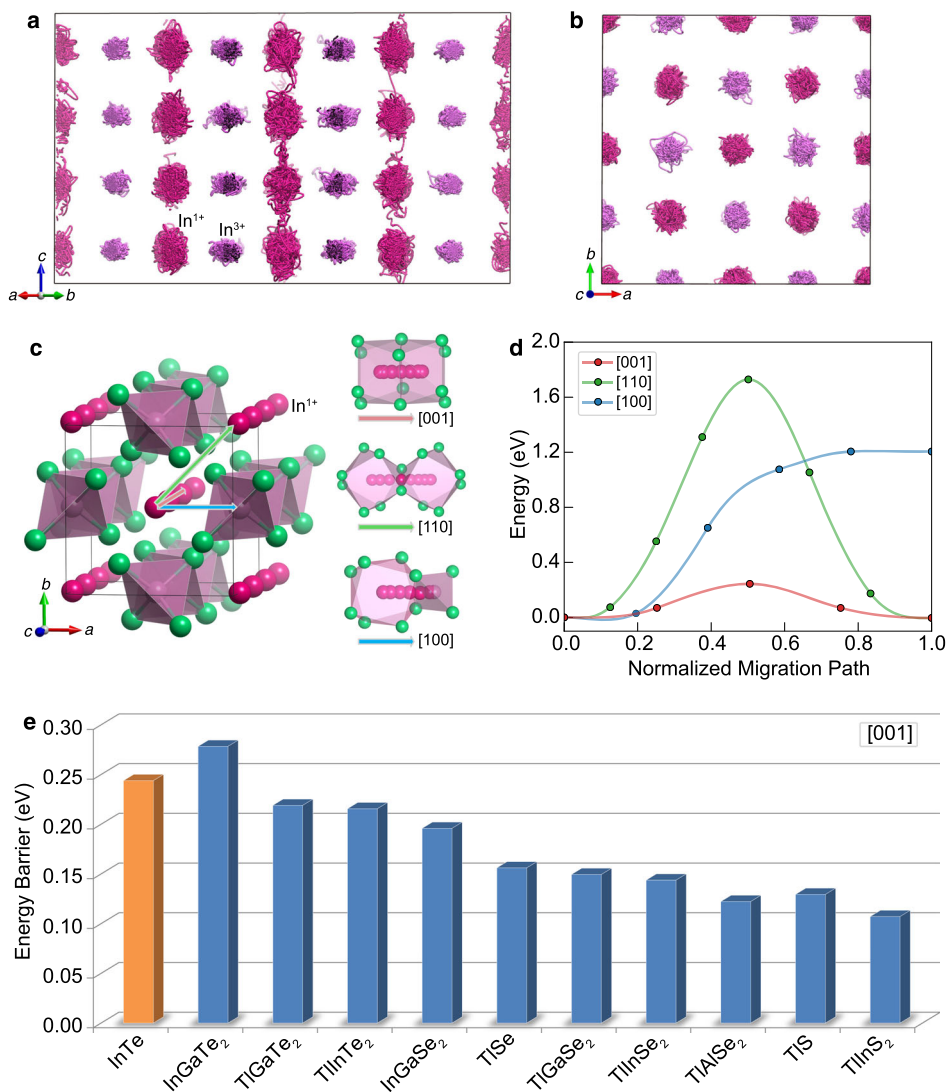 a
In¹⁺
In³⁺
c
a
b
b
b
c
a
c
In¹⁺
[001]
[110]
[100]
b
c
a
d
2.0
1.6
1.2
0.8
0.4
0.0
Energy (eV)
[001]
[110]
[100]
0.0 0.2 0.4 0.6 0.8 1.0
Normalized Migration Path
e
[001]
0.30
0.25
0.20
0.15
0.10
0.05
0.00
Energy Barrier (eV)
InTe
InGaTe₂
TlGaTe₂
TlInTe₂
InGaSe₂
TlSe
TlGaSe₂
TlInSe₂
TlAlSe₂
TlS
TlInS₂